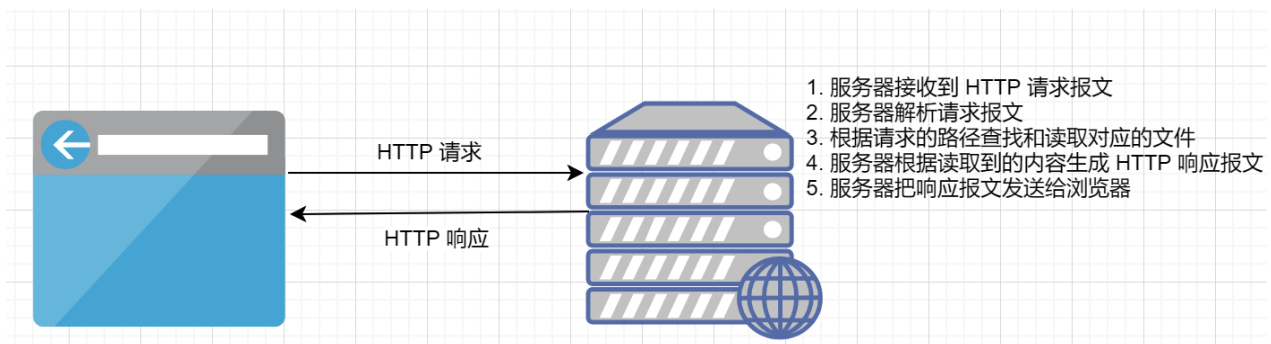 HTTP 请求
HTTP 响应
1. 服务器接收到 HTTP 请求报文
2. 服务器解析请求报文
3. 根据请求的路径查找和读取对应的文件
4. 服务器根据读取到的内容生成 HTTP 响应报文
5. 服务器把响应报文发送给浏览器